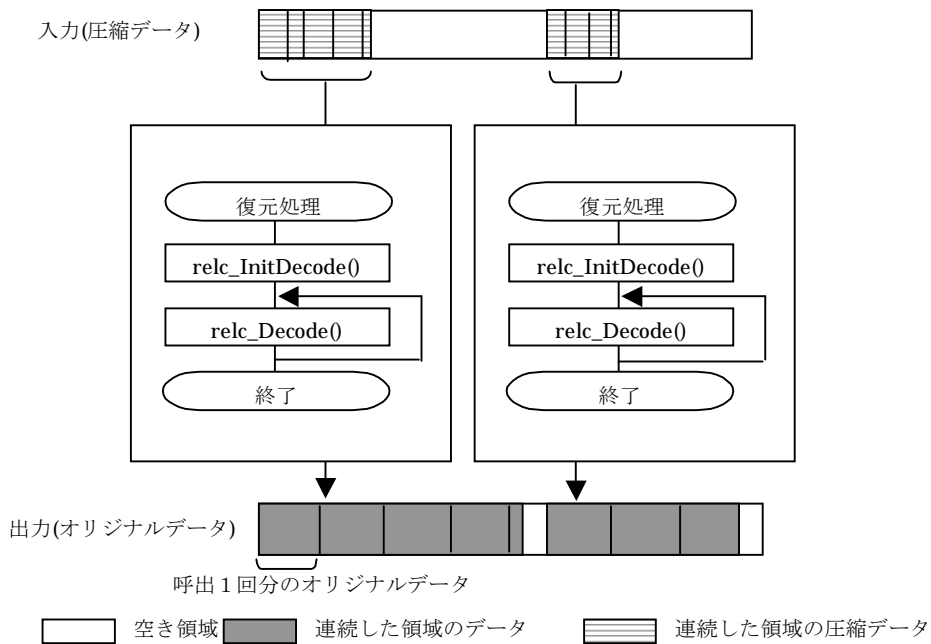 入力(圧縮データ)
復元処理
relc_InitDecode()
relc_Decode()
終了
復元処理
relc_InitDecode()
relc_Decode()
終了
出力(オリジナルデータ)
呼出１回分のオリジナルデータ
空き領域 連続した領域のデータ 連続した領域の圧縮データ